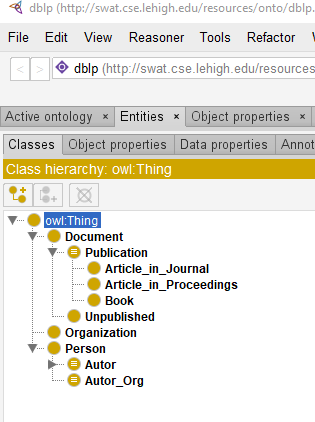 dblp (http://swat.cse.lehigh.edu/resources/onto/dblp.
File Edit View Reasoner Tools Refactor
< > dblp (http://swat.cse.lehigh.edu/resources
Active ontology × Entities × Object properties ×
Classes Object properties Data properties Annot
Class hierarchy: owl:Thing
owl:Thing
Document
Publication
Article_in_Journal
Article_in_Proceedings
Book
Unpublished
Organization
Person
Autor
Autor_Org